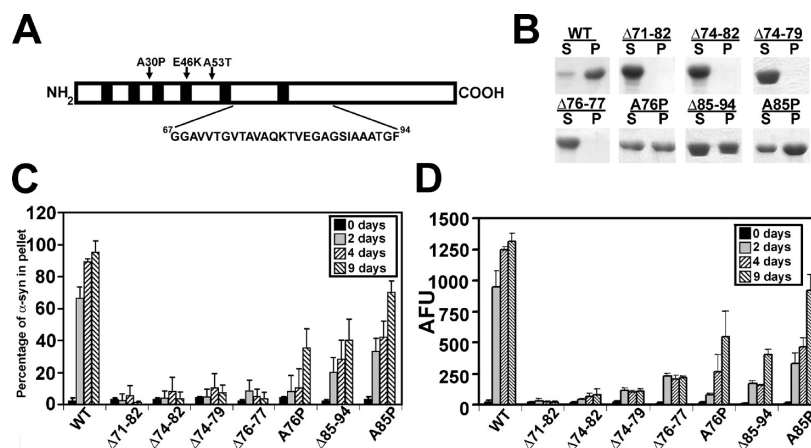 A
A30P E46K A53T
NH2 COOH
67GGAVVTGVTAVAQKTVEGAGSIAAATGF94
B
WT Δ71-82 Δ74-82 Δ74-79
S P S P S P S P
Δ76-77 A76P Δ85-94 A85P
S P S P S P S P
C
Percentage of α-syn in pellet
120
100
80
60
40
20
0
0 days
2 days
4 days
9 days
WT Δ71-82 Δ74-82 Δ74-79 Δ76-77 A76P Δ85-94 A85P
D
AFU
1500
1250
1000
750
500
250
0
0 days
2 days
4 days
9 days
WT Δ71-82 Δ74-82 Δ74-79 Δ76-77 A76P Δ85-94 A85P